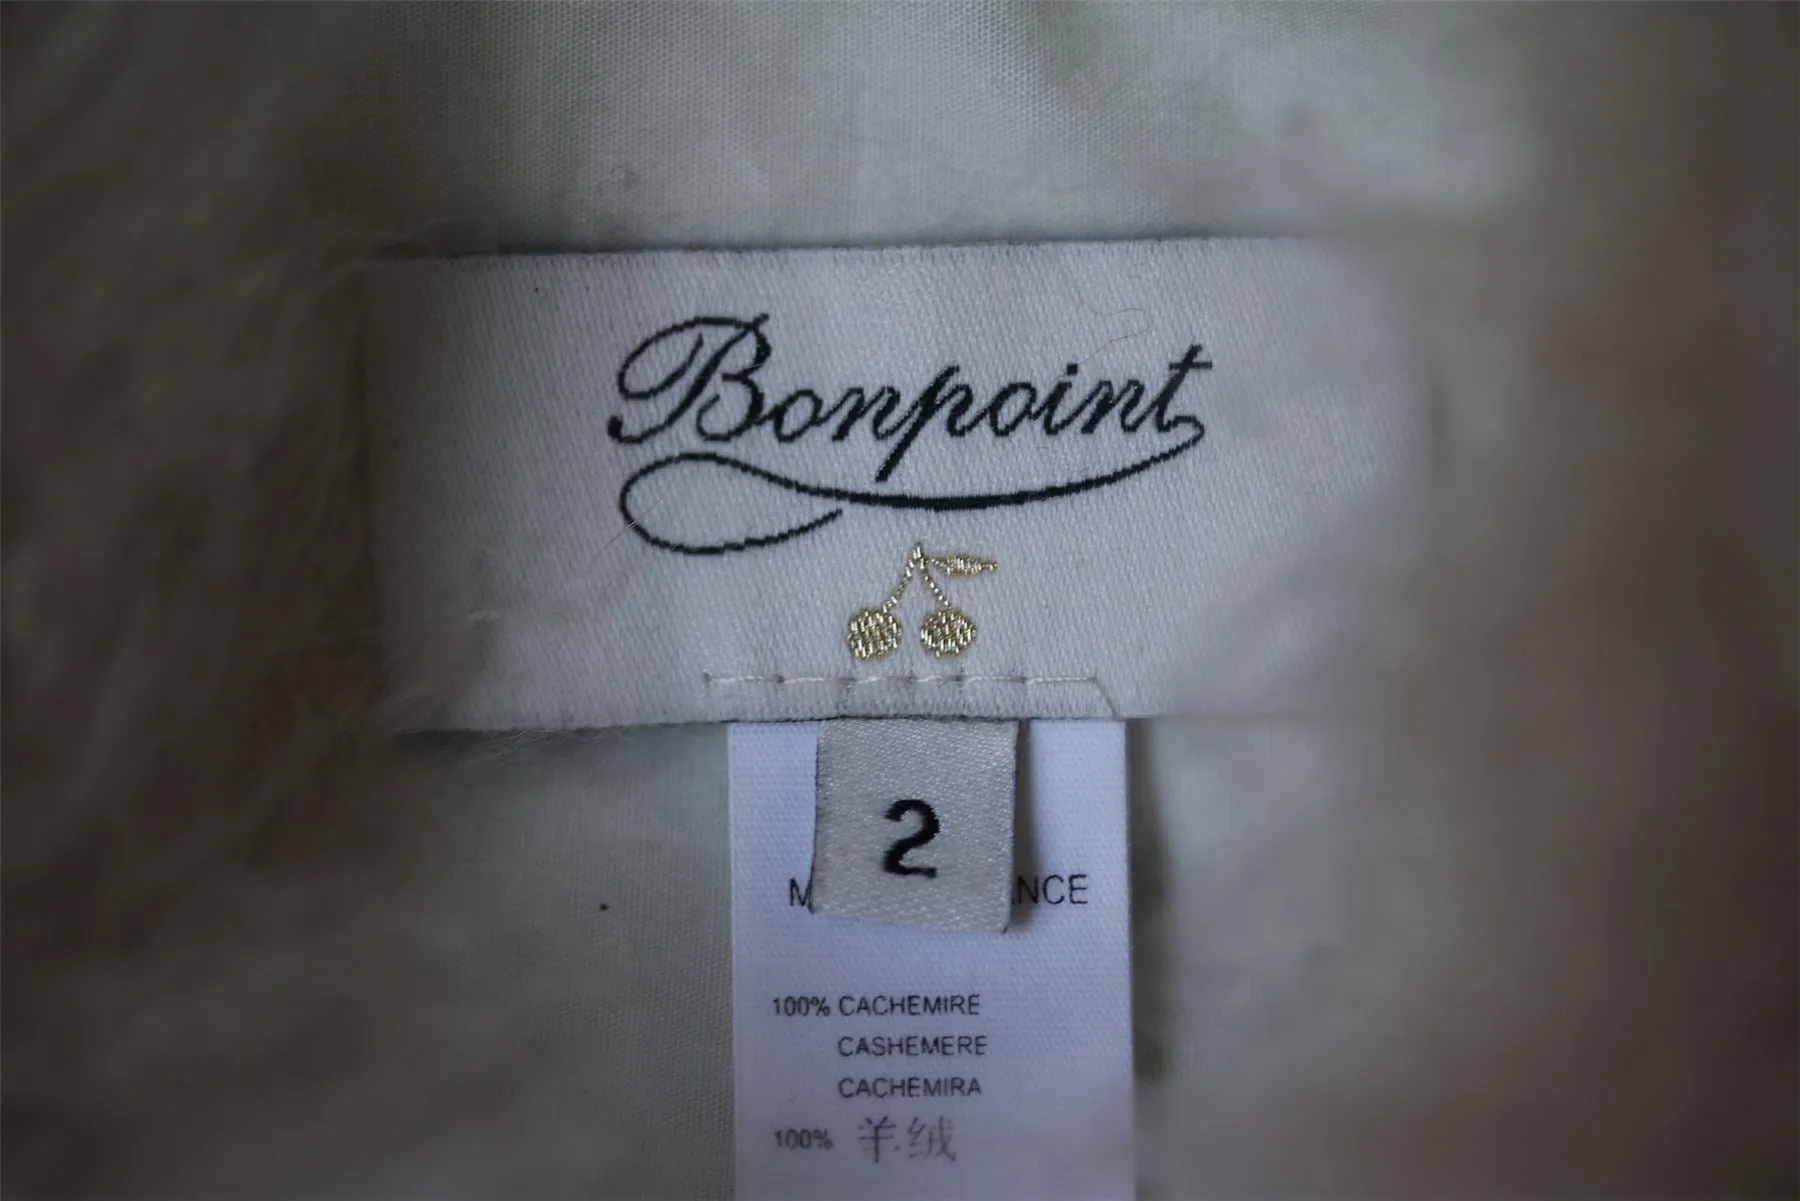 Bonpoint
2
M NCE
100% CACHEMIRE
CASHEMERE
CACHEMIRA
100% 羊绒